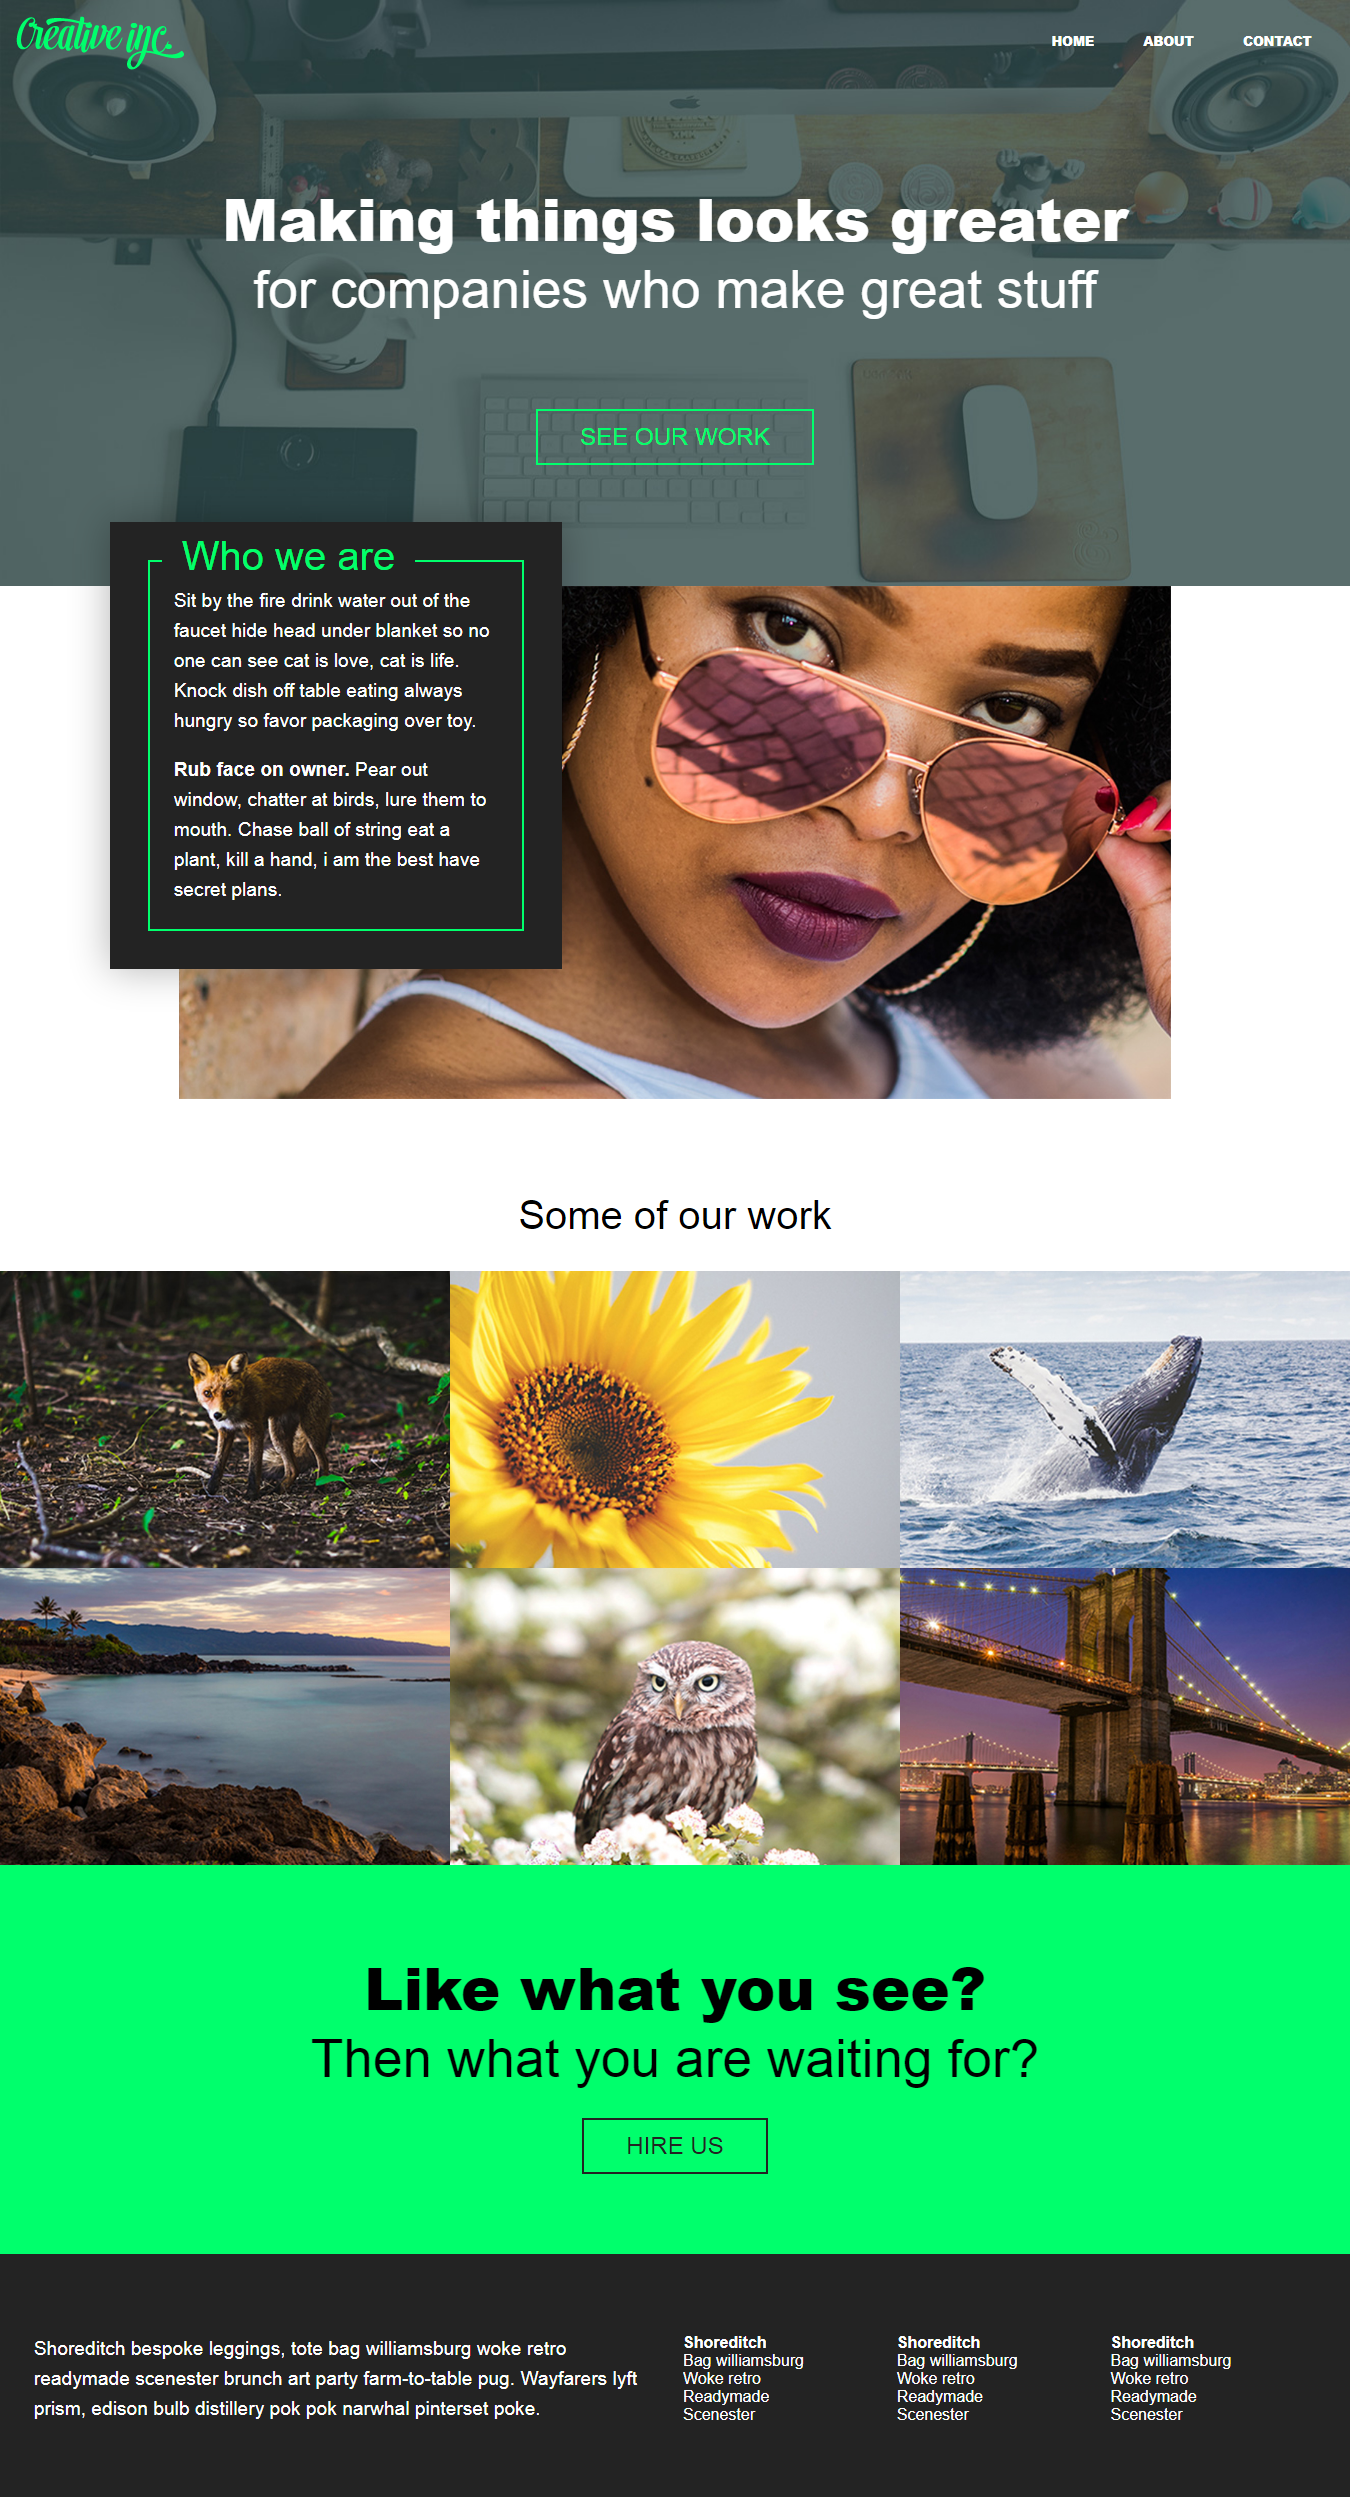 Creative inc.
HOME ABOUT CONTACT
Making things looks greater
for companies who make great stuff
SEE OUR WORK
Who we are
Sit by the fire drink water out of the
faucet hide head under blanket so no
one can see cat is love, cat is life.
Knock dish off table eating always
hungry so favor packaging over toy.
Rub face on owner. Pear out
window, chatter at birds, lure them to
mouth. Chase ball of string eat a
plant, kill a hand, i am the best have
secret plans.
Some of our work
Like what you see?
Then what you are waiting for?
HIRE US
Shoreditch bespoke leggings, tote bag williamsburg woke retro
readymade scenester brunch art party farm-to-table pug. Wayfarers lyft
prism, edison bulb distillery pok pok narwhal pinterset poke.
Shoreditch
Bag williamsburg
Woke retro
Readymade
Scenester
Shoreditch
Bag williamsburg
Woke retro
Readymade
Scenester
Shoreditch
Bag williamsburg
Woke retro
Readymade
Scenester